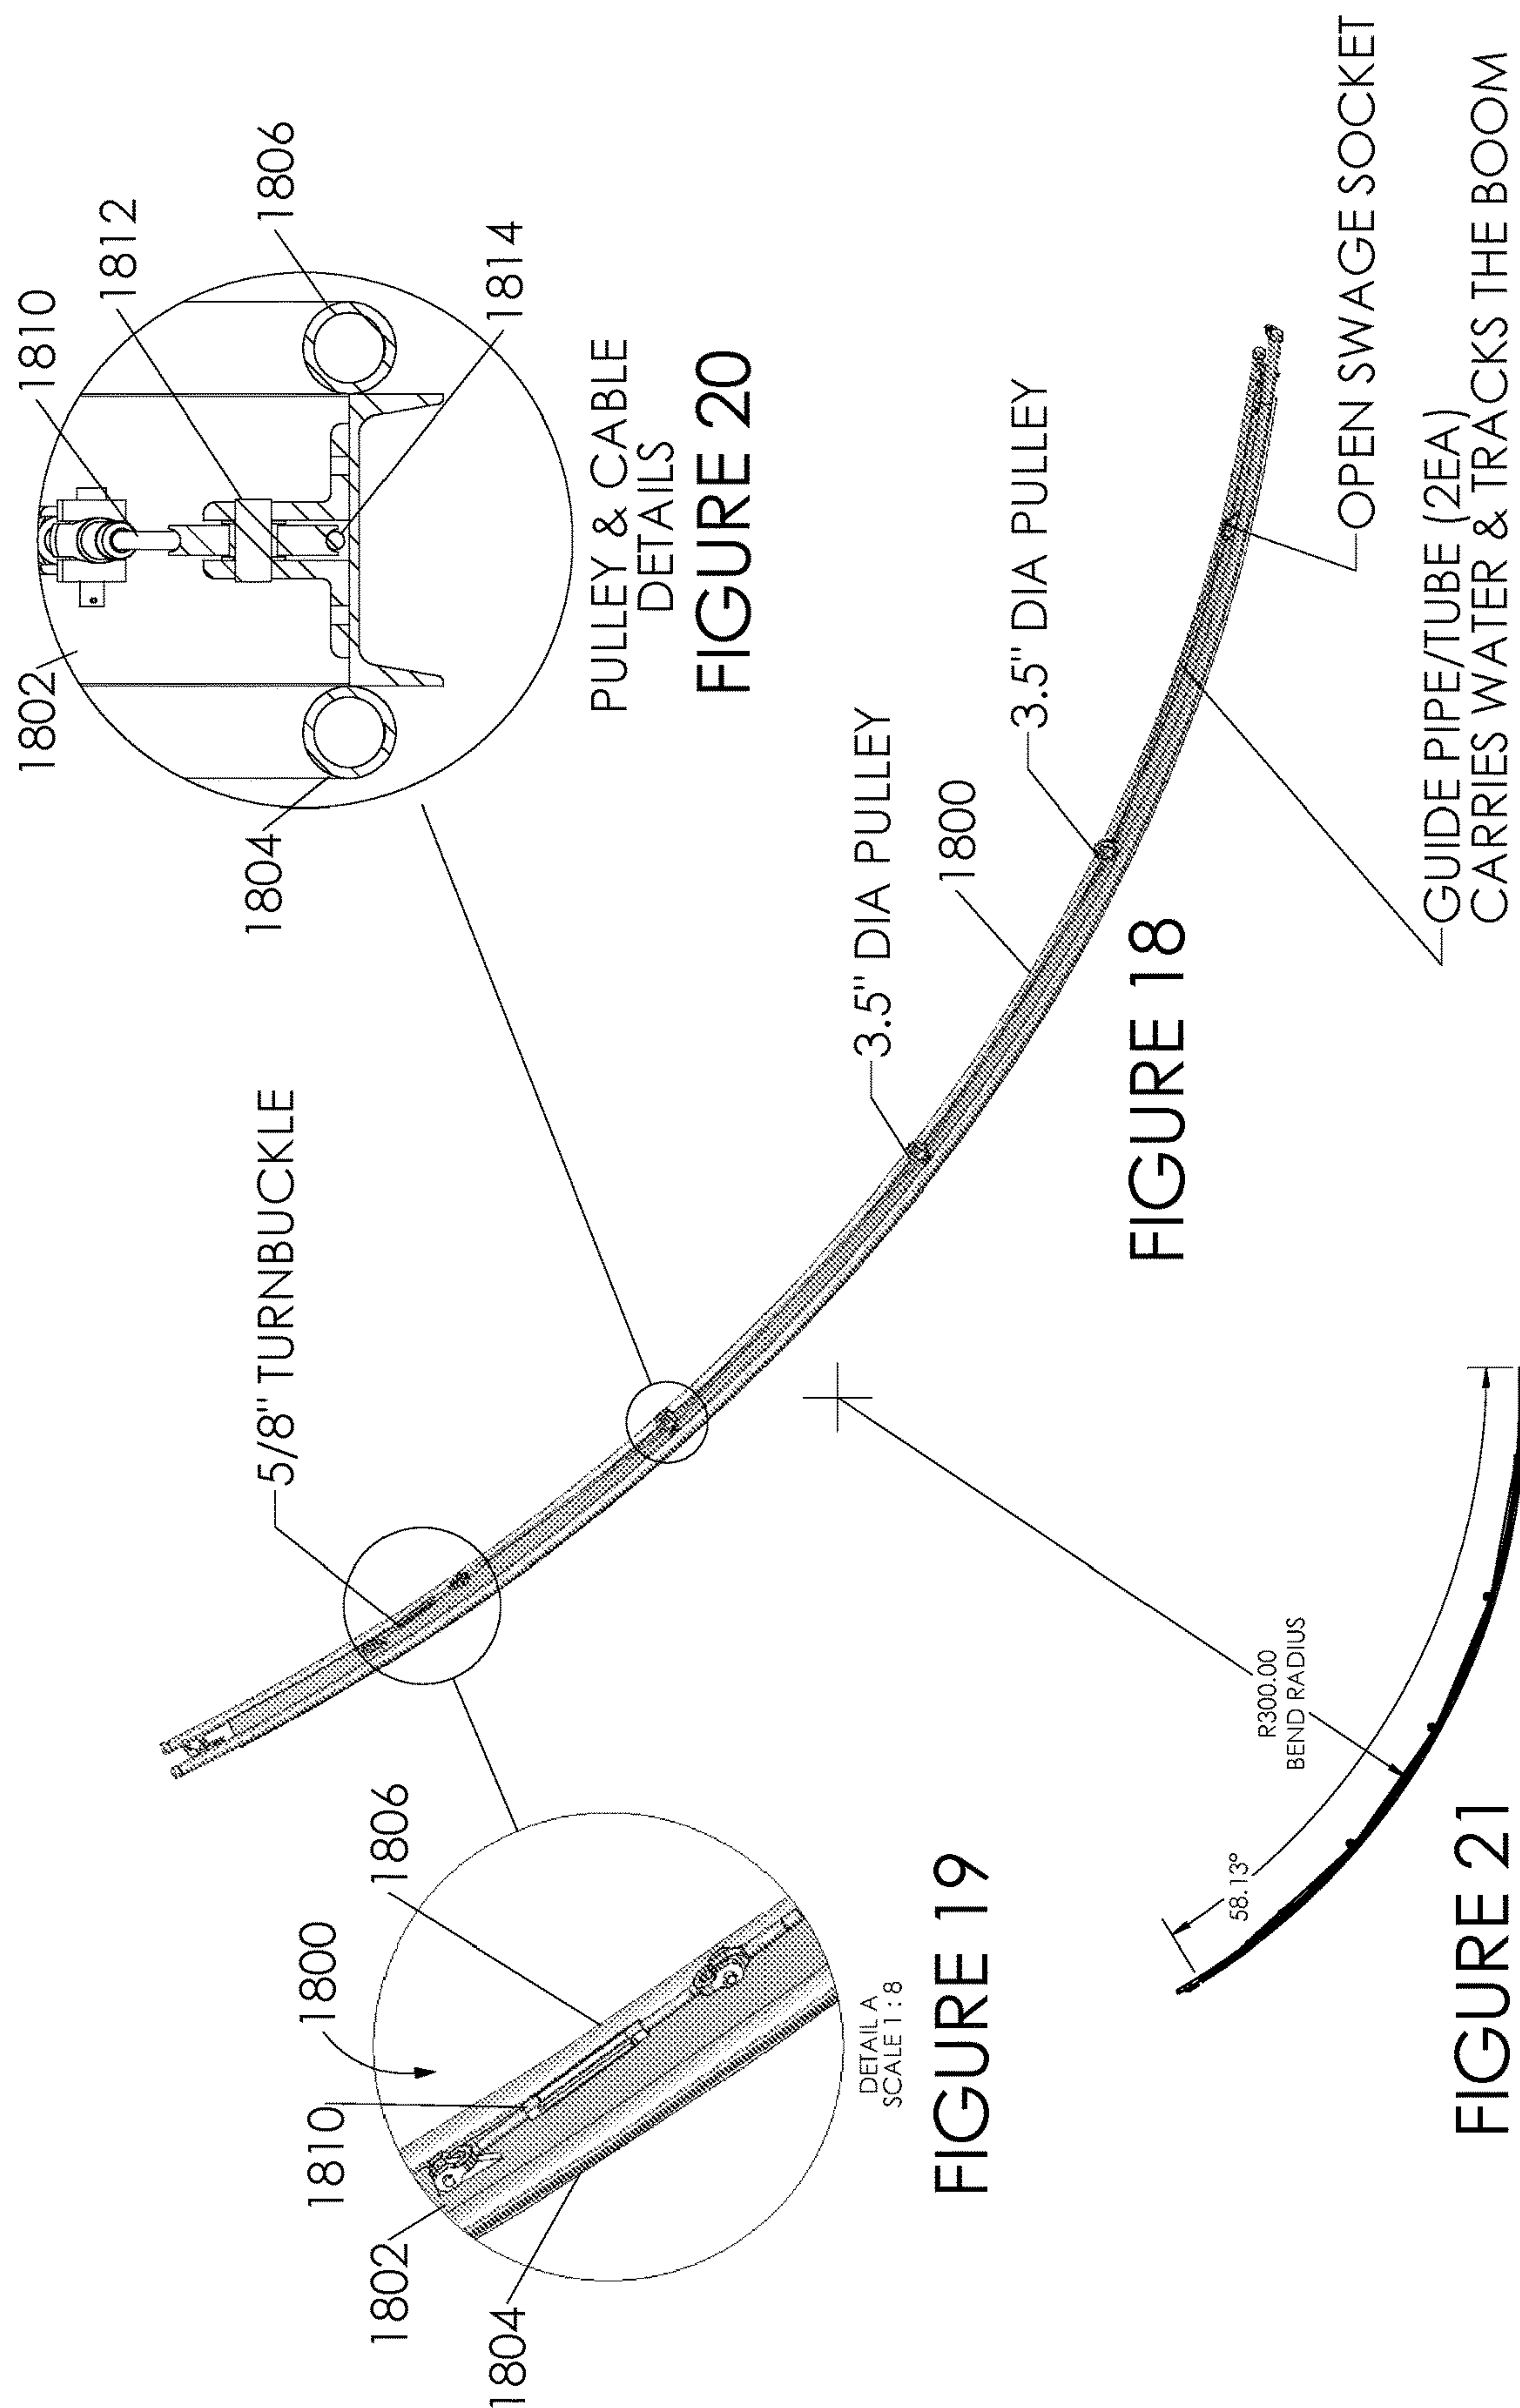 5/8" TURNBUCKLE
1802
1810
1812
1806
1804
1814
PULLEY & CABLE
DETAILS
FIGURE 20
1800
1810
1806
1802
1804
DETAIL A
SCALE 1 : 8
FIGURE 19
3.5" DIA PULLEY
1800
3.5" DIA PULLEY
FIGURE 18
OPEN SWAGE SOCKET
GUIDE PIPE/TUBE (2EA)
CARRIES WATER & TRACKS THE BOOM
58.13°
R300.00
BEND RADIUS
FIGURE 21